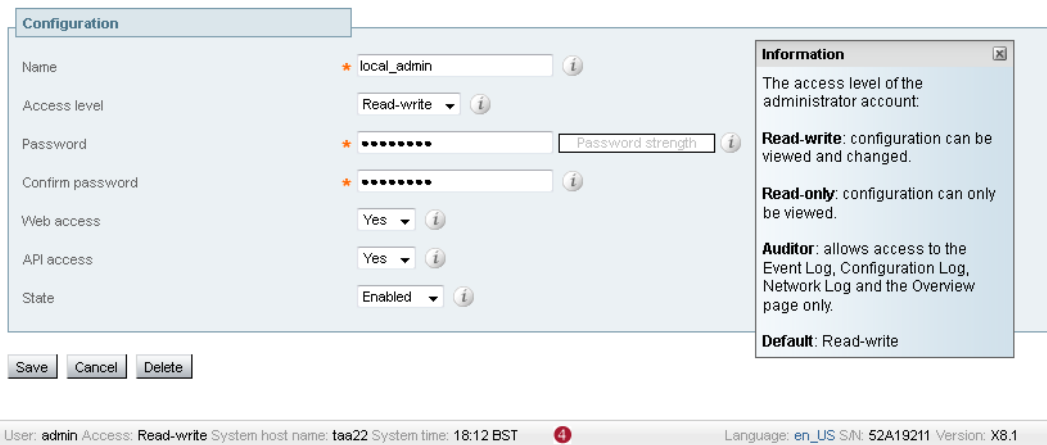 Configuration
Name * local_admin i
Access level Read-write i
Password * •••••••• Password strength i
Confirm password * •••••••• i
Web access Yes i
API access Yes i
State Enabled i
Information x
The access level of the
administrator account:
Read-write: configuration can be
viewed and changed.
Read-only: configuration can only
be viewed.
Auditor: allows access to the
Event Log, Configuration Log,
Network Log and the Overview
page only.
Default: Read-write
Save Cancel Delete
User: admin Access: Read-write System host name: taa22 System time: 18:12 BST 4 Language: en_US S/N: 52A19211 Version: X8.1